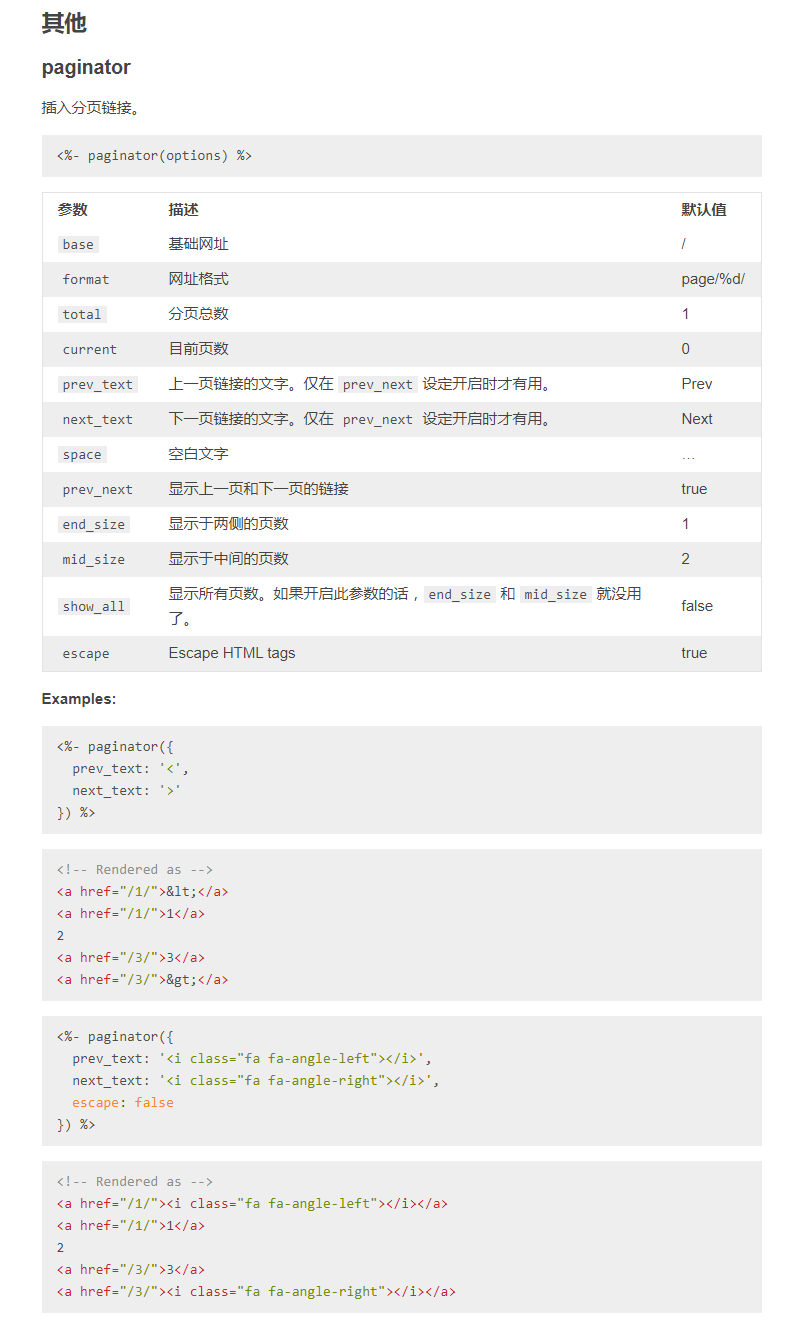 其他
paginator
插入分页链接。
<%- paginator(options) %>
参数 描述 默认值
base 基础网址 /
format 网址格式 page/%d/
total 分页总数 1
current 目前页数 0
prev_text 上一页链接的文字。仅在 prev_next 设定开启时才有用。 Prev
next_text 下一页链接的文字。仅在 prev_next 设定开启时才有用。 Next
space 空白文字 …
prev_next 显示上一页和下一页的链接 true
end_size 显示于两侧的页数 1
mid_size 显示于中间的页数 2
show_all 显示所有页数。如果开启此参数的话，end_size 和 mid_size 就没用 false
了。
escape Escape HTML tags true
Examples:
<%- paginator({
  prev_text: '<',
  next_text: '>'
}) %>
<!-- Rendered as -->
<a href="/1/">&lt;</a>
<a href="/1/">1</a>
2
<a href="/3/">3</a>
<a href="/3/">&gt;</a>
<%- paginator({
  prev_text: '<i class="fa fa-angle-left"></i>',
  next_text: '<i class="fa fa-angle-right"></i>',
  escape: false
}) %>
<!-- Rendered as -->
<a href="/1/"><i class="fa fa-angle-left"></i></a>
<a href="/1/">1</a>
2
<a href="/3/">3</a>
<a href="/3/"><i class="fa fa-angle-right"></i></a>